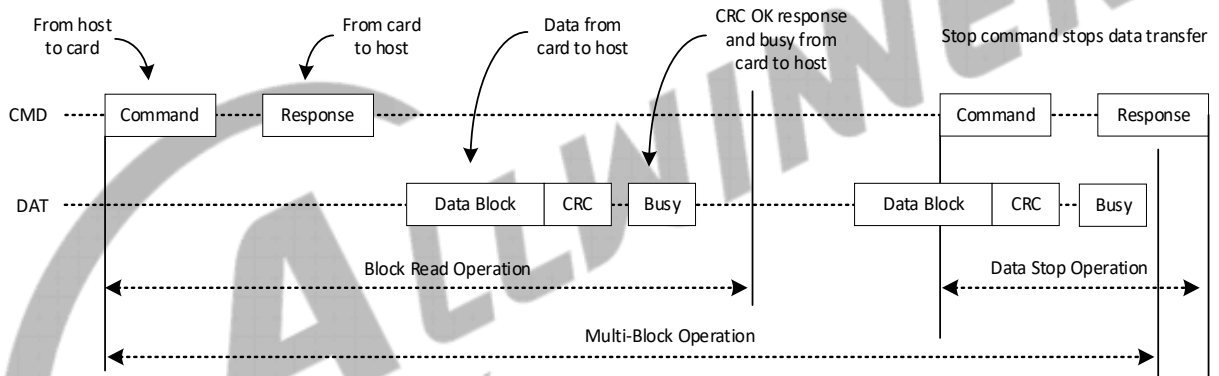 From host
to card
From card
to host
Data from
card to host
CRC OK response
and busy from
card to host
Stop command stops data transfer
CMD
Command
Response
Command
Response
DAT
Data Block
CRC
Busy
Data Block
CRC
Busy
Block Read Operation
Data Stop Operation
Multi-Block Operation